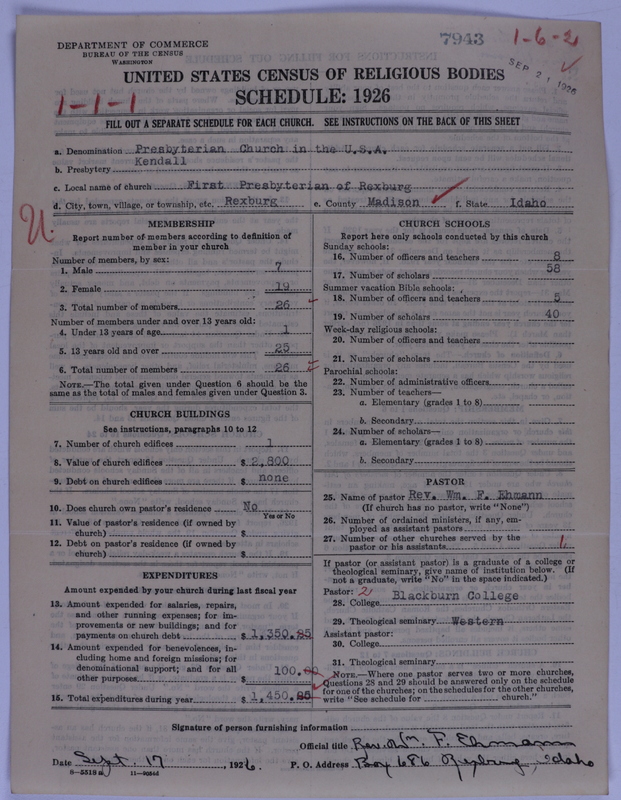 DEPARTMENT OF COMMERCE
BUREAU OF THE CENSUS
WASHINGTON
7943
1-6-2
SEP 21 1926
UNITED STATES CENSUS OF RELIGIOUS BODIES
SCHEDULE: 1926
1-1-1
FILL OUT A SEPARATE SCHEDULE FOR EACH CHURCH. SEE INSTRUCTIONS ON THE BACK OF THIS SHEET
a. Denomination Presbyterian Church in the U.S.A.
b. Presbytery Kendall
c. Local name of church First Presbyterian of Rexburg
d. City, town, village, or township, etc. Rexburg e. County Madison f. State Idaho
U.
MEMBERSHIP
Report number of members according to definition of
member in your church
Number of members, by sex:
1. Male 7
2. Female 19
3. Total number of members 26
Number of members under and over 13 years old:
4. Under 13 years of age 1
5. 13 years old and over 25
6. Total number of members 26
NOTE.—The total given under Question 6 should be the
same as the total of males and females given under Question 3.
CHURCH BUILDINGS
See instructions, paragraphs 10 to 12
7. Number of church edifices 1
8. Value of church edifices $ 2,800
9. Debt on church edifices $ none
10. Does church own pastor's residence No
Yes or No
11. Value of pastor's residence (if owned by
church) $
12. Debt on pastor's residence (if owned by
church) $
EXPENDITURES
Amount expended by your church during last fiscal year
13. Amount expended for salaries, repairs,
and other running expenses; for im-
provements or new buildings; and for
payments on church debt $ 1,350.85
14. Amount expended for benevolences, in-
cluding home and foreign missions; for
denominational support; and for all
other purposes $ 100.00
15. Total expenditures during year $ 1,450.85
CHURCH SCHOOLS
Report here only schools conducted by this church
Sunday schools:
16. Number of officers and teachers 8
17. Number of scholars 58
Summer vacation Bible schools:
18. Number of officers and teachers 5
19. Number of scholars 40
Week-day religious schools:
20. Number of officers and teachers
21. Number of scholars
Parochial schools:
22. Number of administrative officers
23. Number of teachers—
a. Elementary (grades 1 to 8)
b. Secondary
24. Number of scholars—
a. Elementary (grades 1 to 8)
b. Secondary
PASTOR
25. Name of pastor Rev. Wm. F. Ehmann
(If church has no pastor, write "None")
26. Number of ordained ministers, if any, em-
ployed as assistant pastors
27. Number of other churches served by the
pastor or his assistants 1
If pastor (or assistant pastor) is a graduate of a college or
theological seminary, give name of institution below. (If
not a graduate, write "No" in the space indicated.)
Pastor: 2
28. College Blackburn College
29. Theological seminary Western
Assistant pastor:
30. College
31. Theological seminary
NOTE.—Where one pastor serves two or more churches,
Questions 28 and 29 should be answered only on the schedule
for one of the churches; on the schedules for the other churches,
write "See schedule for church."
Signature of person furnishing information
Official title Rev. Wm. F. Ehmann
Date Sept. 17, 1926 P. O. Address Box 686 Rexburg, Idaho
8—5518 a 11—9054